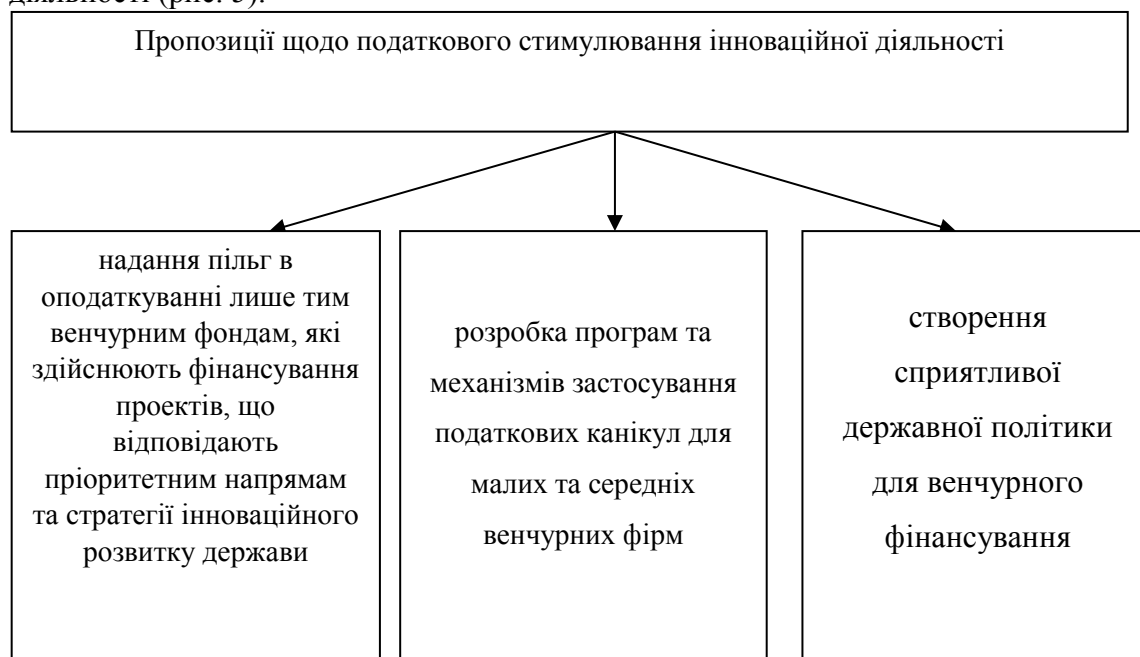 діяльності (рис. 3).
Пропозиції щодо податкового стимулювання інноваційної діяльності
надання пільг в
оподаткуванні лише тим
венчурним фондам, які
здійснюють фінансування
проектів, що
відповідають
пріоритетним напрямам
та стратегії інноваційного
розвитку держави
розробка програм та
механізмів застосування
податкових канікул для
малих та середніх
венчурних фірм
створення
сприятливої
державної політики
для венчурного
фінансування